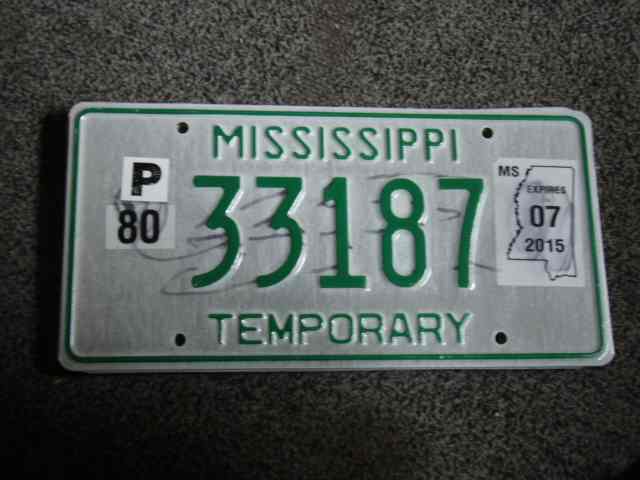 MISSISSIPPI
P
80
33187
MS
EXPIRES
07
2015
TEMPORARY